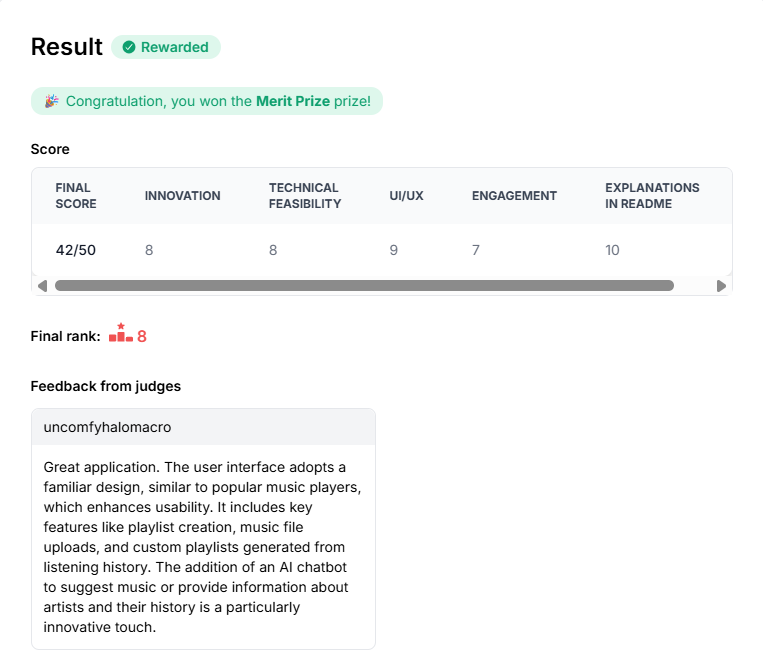 Result Rewarded
🎉 Congratulation, you won the Merit Prize prize!
Score
FINAL SCORE INNOVATION TECHNICAL FEASIBILITY UI/UX ENGAGEMENT EXPLANATIONS IN README
42/50 8 8 9 7 10
Final rank: 8
Feedback from judges
uncomfyhalomacro
Great application. The user interface adopts a
familiar design, similar to popular music players,
which enhances usability. It includes key
features like playlist creation, music file
uploads, and custom playlists generated from
listening history. The addition of an AI chatbot
to suggest music or provide information about
artists and their history is a particularly
innovative touch.